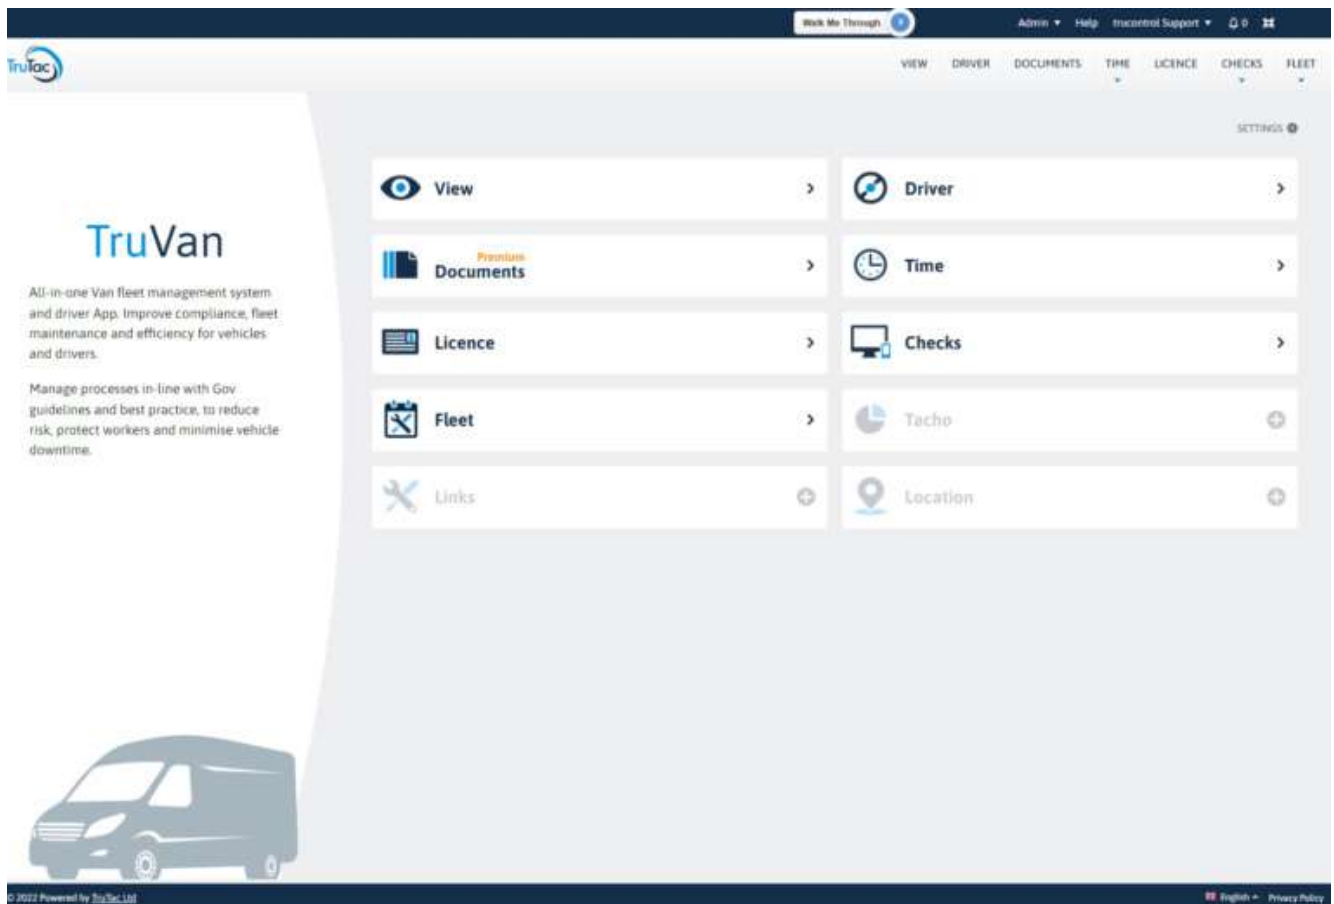 Walk Me Through
Admin Help trucontrol Support 0
TruTac
VIEW DRIVER DOCUMENTS TIME LICENCE CHECKS FLEET
SETTINGS
View
Driver
Premium
Documents
Time
Licence
Checks
Fleet
Tacho
Links
Location
TruVan
All-in-one Van fleet management system
and driver App. Improve compliance, fleet
maintenance and efficiency for vehicles
and drivers.
Manage processes in-line with Gov
guidelines and best practice, to reduce
risk, protect workers and minimise vehicle
downtime.
© 2022 Powered by TruTac Ltd
English Privacy Policy